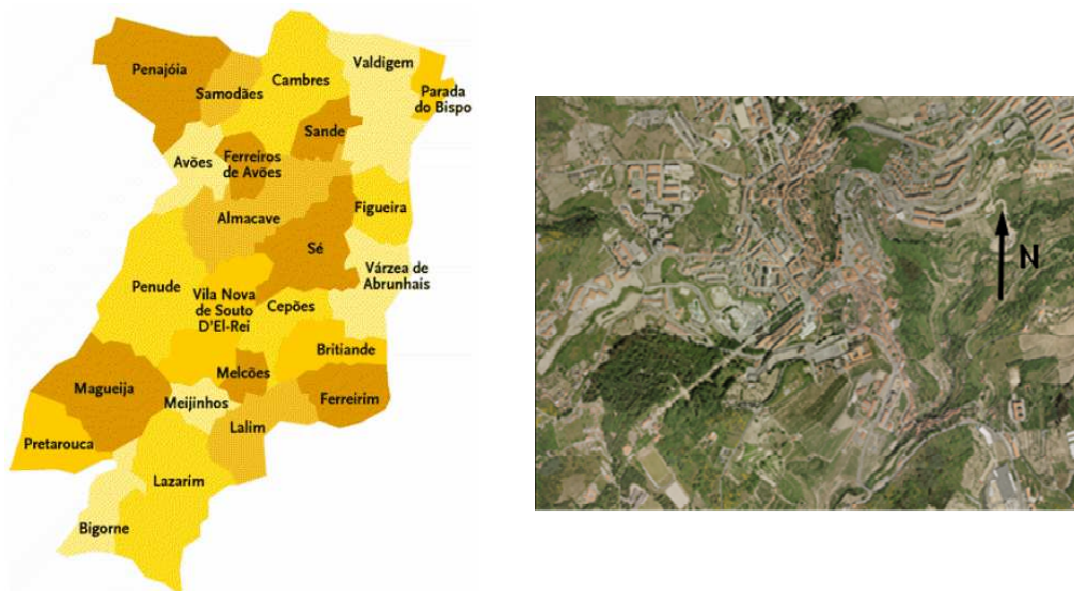 Penajóia
Samodães
Cambres
Valdigem
Parada
do Bispo
Sande
Avões
Ferreiros
de Avões
Almacave
Figueira
Sé
Várzea de
Abrunhais
Penude
Vila Nova
de Souto
D'El-Rei
Cepões
Britiande
Melcões
Magueija
Meijinhos
Ferreirim
Lalim
Pretarouca
Lazarim
Bigorne
N